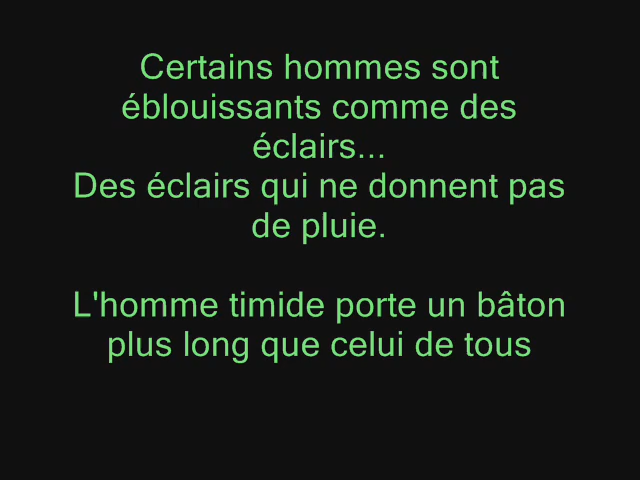 Certains hommes sont
éblouissants comme des
éclairs...
Des éclairs qui ne donnent pas
de pluie.
L'homme timide porte un bâton
plus long que celui de tous